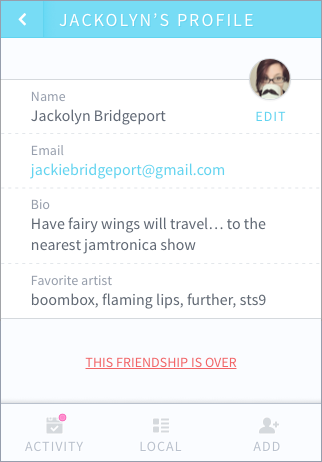 JACKOLYN'S PROFILE
Name
Jackolyn Bridgeport
EDIT
Email
jackiebridgeport@gmail.com
Bio
Have fairy wings will travel… to the
nearest jamtronica show
Favorite artist
boombox, flaming lips, further, sts9
THIS FRIENDSHIP IS OVER
ACTIVITY
LOCAL
ADD